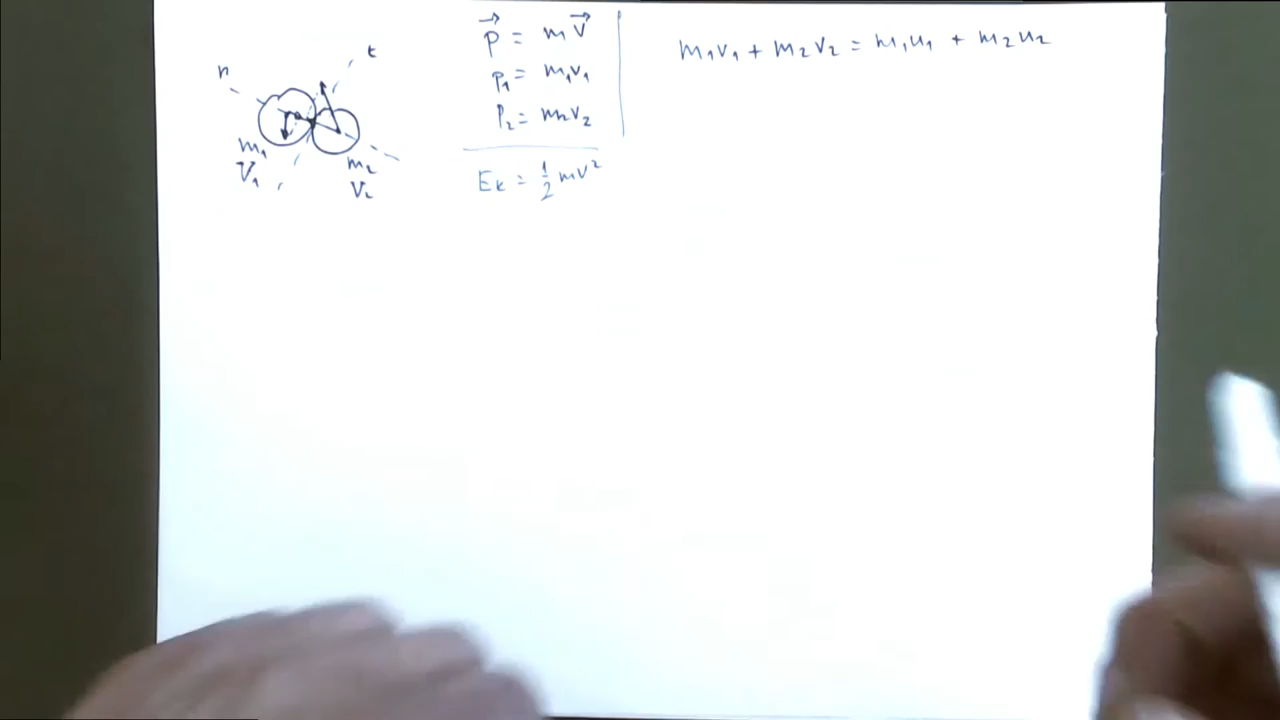 n
t
m₁
V₁
m₂
V₂
p⃗ = m v⃗
p₁ = m₁v₁
p₂ = m₂v₂
Eₖ = ½ mv²
m₁v₁ + m₂v₂ = m₁u₁ + m₂u₂